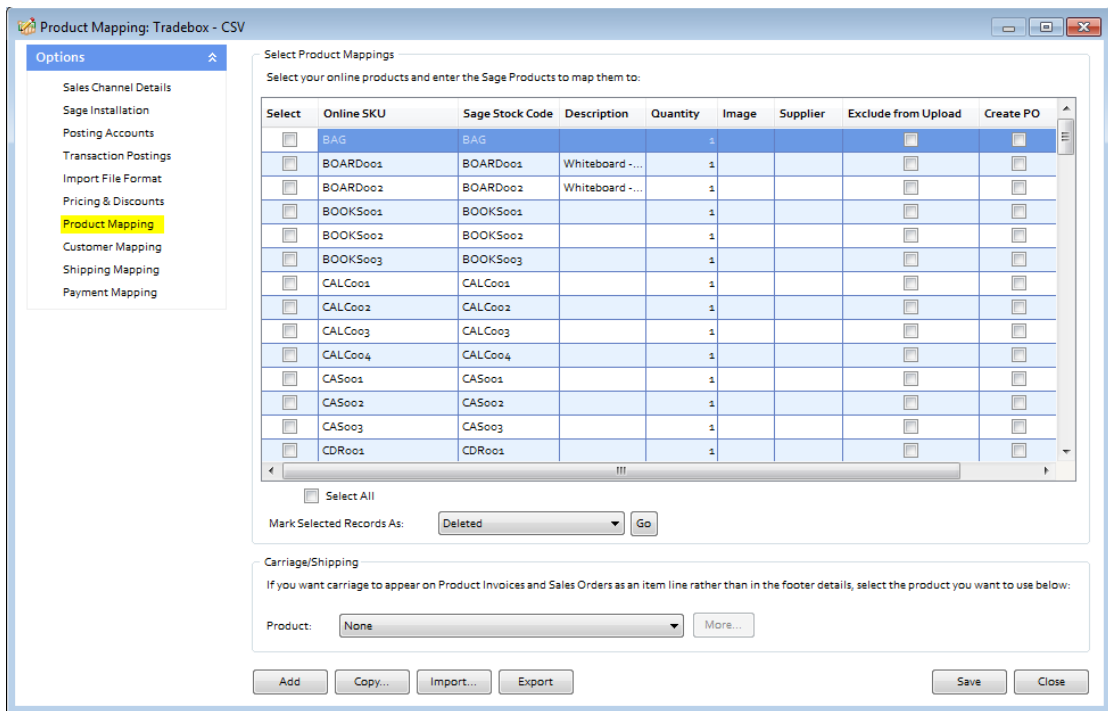 Product Mapping: Tradebox - CSV
Options
Sales Channel Details
Sage Installation
Posting Accounts
Transaction Postings
Import File Format
Pricing & Discounts
Product Mapping
Customer Mapping
Shipping Mapping
Payment Mapping
Select Product Mappings
Select your online products and enter the Sage Products to map them to:
Select Online SKU Sage Stock Code Description Quantity Image Supplier Exclude from Upload Create PO
BAG BAG 1
BOARD001 BOARD001 Whiteboard -... 1
BOARD002 BOARD002 Whiteboard -... 1
BOOKS001 BOOKS001 1
BOOKS002 BOOKS002 1
BOOKS003 BOOKS003 1
CALC001 CALC001 1
CALC002 CALC002 1
CALC003 CALC003 1
CALC004 CALC004 1
CAS001 CAS001 1
CAS002 CAS002 1
CAS003 CAS003 1
CDR001 CDR001 1
Select All
Mark Selected Records As: Deleted Go
Carriage/Shipping
If you want carriage to appear on Product Invoices and Sales Orders as an item line rather than in the footer details, select the product you want to use below:
Product: None More...
Add Copy... Import... Export Save Close